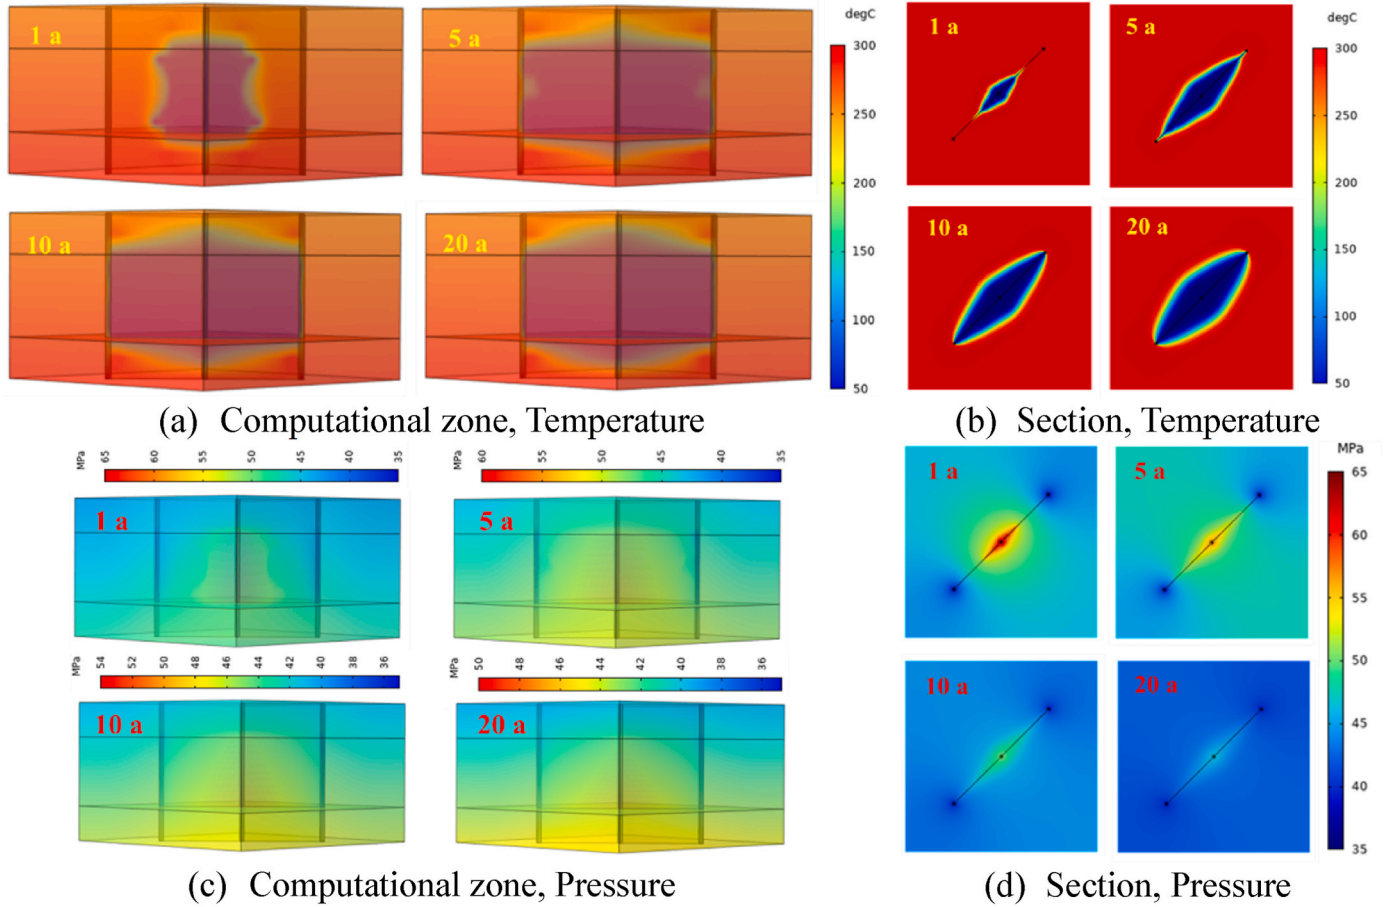 degC
1 a
5 a
300
250
200
150
100
50
10 a
20 a
(a) Computational zone, Temperature
degC
1 a
5 a
300
250
200
150
100
50
10 a
20 a
(b) Section, Temperature
MPa
65
60
55
50
45
40
35
1 a
MPa
60
55
50
45
40
35
5 a
MPa
54
52
50
48
46
44
42
40
38
36
10 a
MPa
50
48
46
44
42
40
38
36
20 a
(c) Computational zone, Pressure
MPa
1 a
5 a
65
60
55
50
45
40
35
10 a
20 a
(d) Section, Pressure